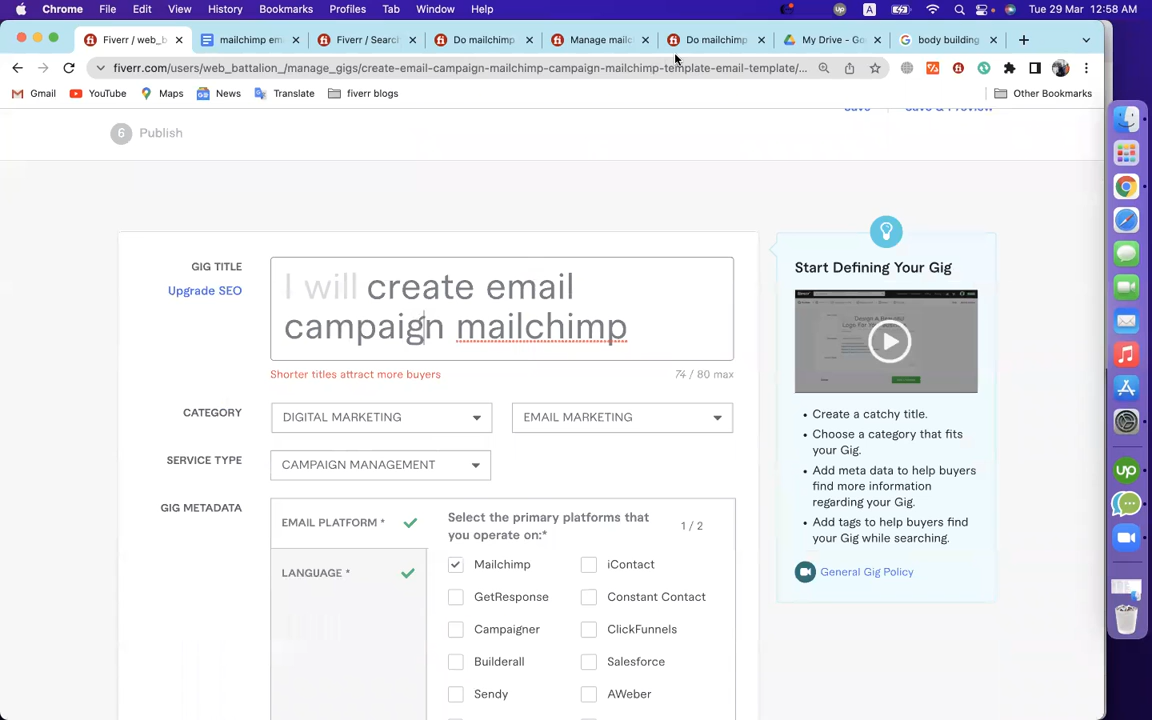 Chrome File Edit View History Bookmarks Profiles Tab Window Help A Tue 29 Mar 12:58 AM
Fiverr / web_b mailchimp em Fiverr / Searc Do mailchimp Manage mailc Do mailchimp My Drive - Go body building
fiverr.com/users/web_battalion_/manage_gigs/create-email-campaign-mailchimp-campaign-mailchimp-template-email-template/...
Gmail YouTube Maps News Translate fiverr blogs Other Bookmarks
Save Save & Preview
6 Publish
GIG TITLE
Upgrade SEO
I will create email
campaign mailchimp
Shorter titles attract more buyers
74 / 80 max
CATEGORY
DIGITAL MARKETING
EMAIL MARKETING
SERVICE TYPE
CAMPAIGN MANAGEMENT
GIG METADATA
EMAIL PLATFORM *
LANGUAGE *
Select the primary platforms that
you operate on:*
1 / 2
Mailchimp iContact
GetResponse Constant Contact
Campaigner ClickFunnels
Builderall Salesforce
Sendy AWeber
Start Defining Your Gig
• Create a catchy title.
• Choose a category that fits
your Gig.
• Add meta data to help buyers
find more information
regarding your Gig.
• Add tags to help buyers find
your Gig while searching.
General Gig Policy
up